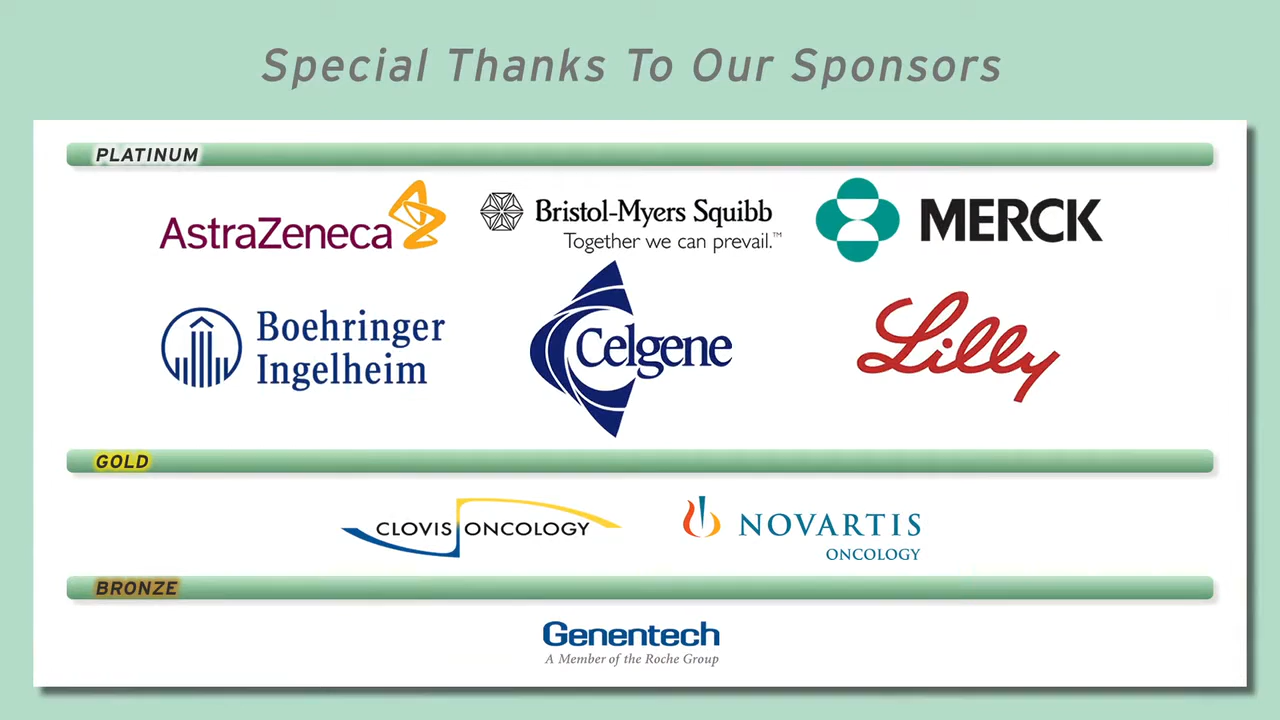 Special Thanks To Our Sponsors
PLATINUM
AstraZeneca
Bristol-Myers Squibb
Together we can prevail.™
MERCK
Boehringer
Ingelheim
Celgene
Lilly
GOLD
CLOVIS ONCOLOGY
NOVARTIS
ONCOLOGY
BRONZE
Genentech
A Member of the Roche Group